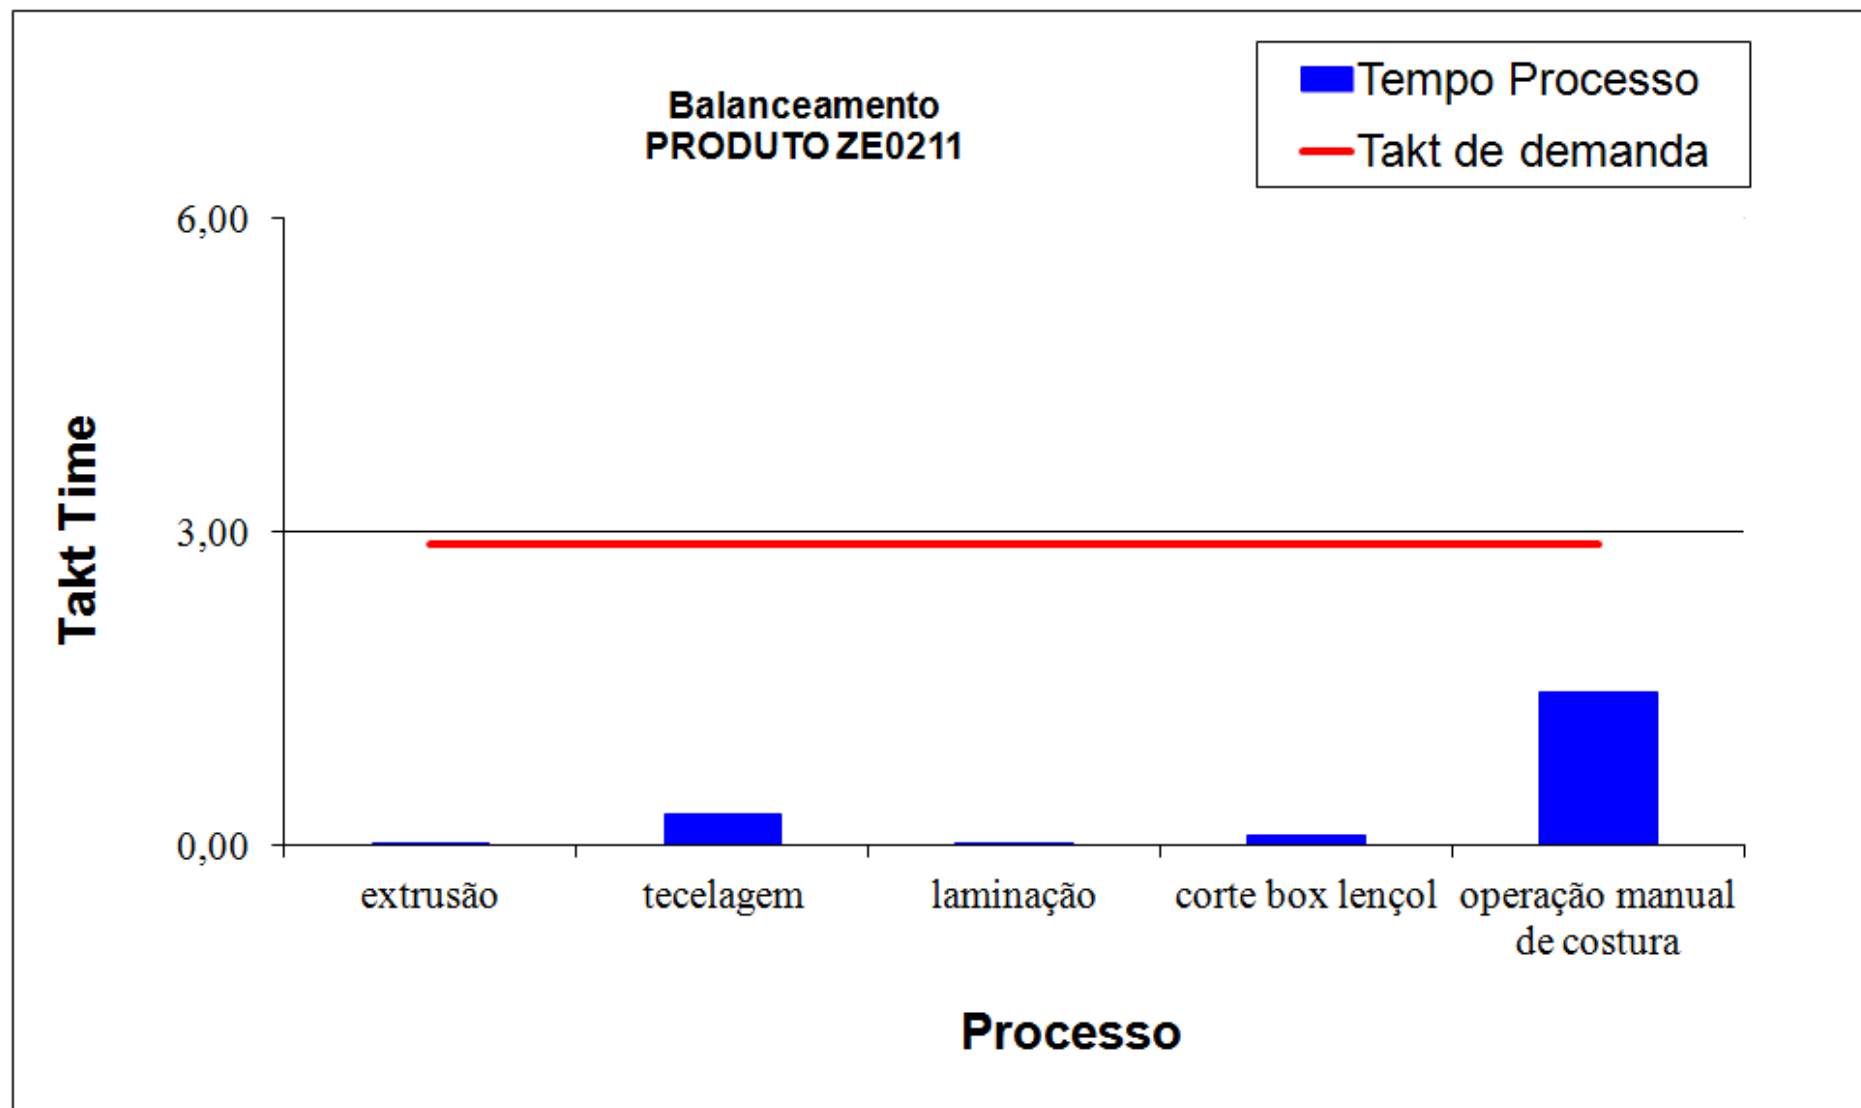 Balanceamento
PRODUTO ZE0211
Tempo Processo
Takt de demanda
Takt Time
6,00
3,00
0,00
extrusão
tecelagem
laminação
corte box lençol
operação manual
de costura
Processo